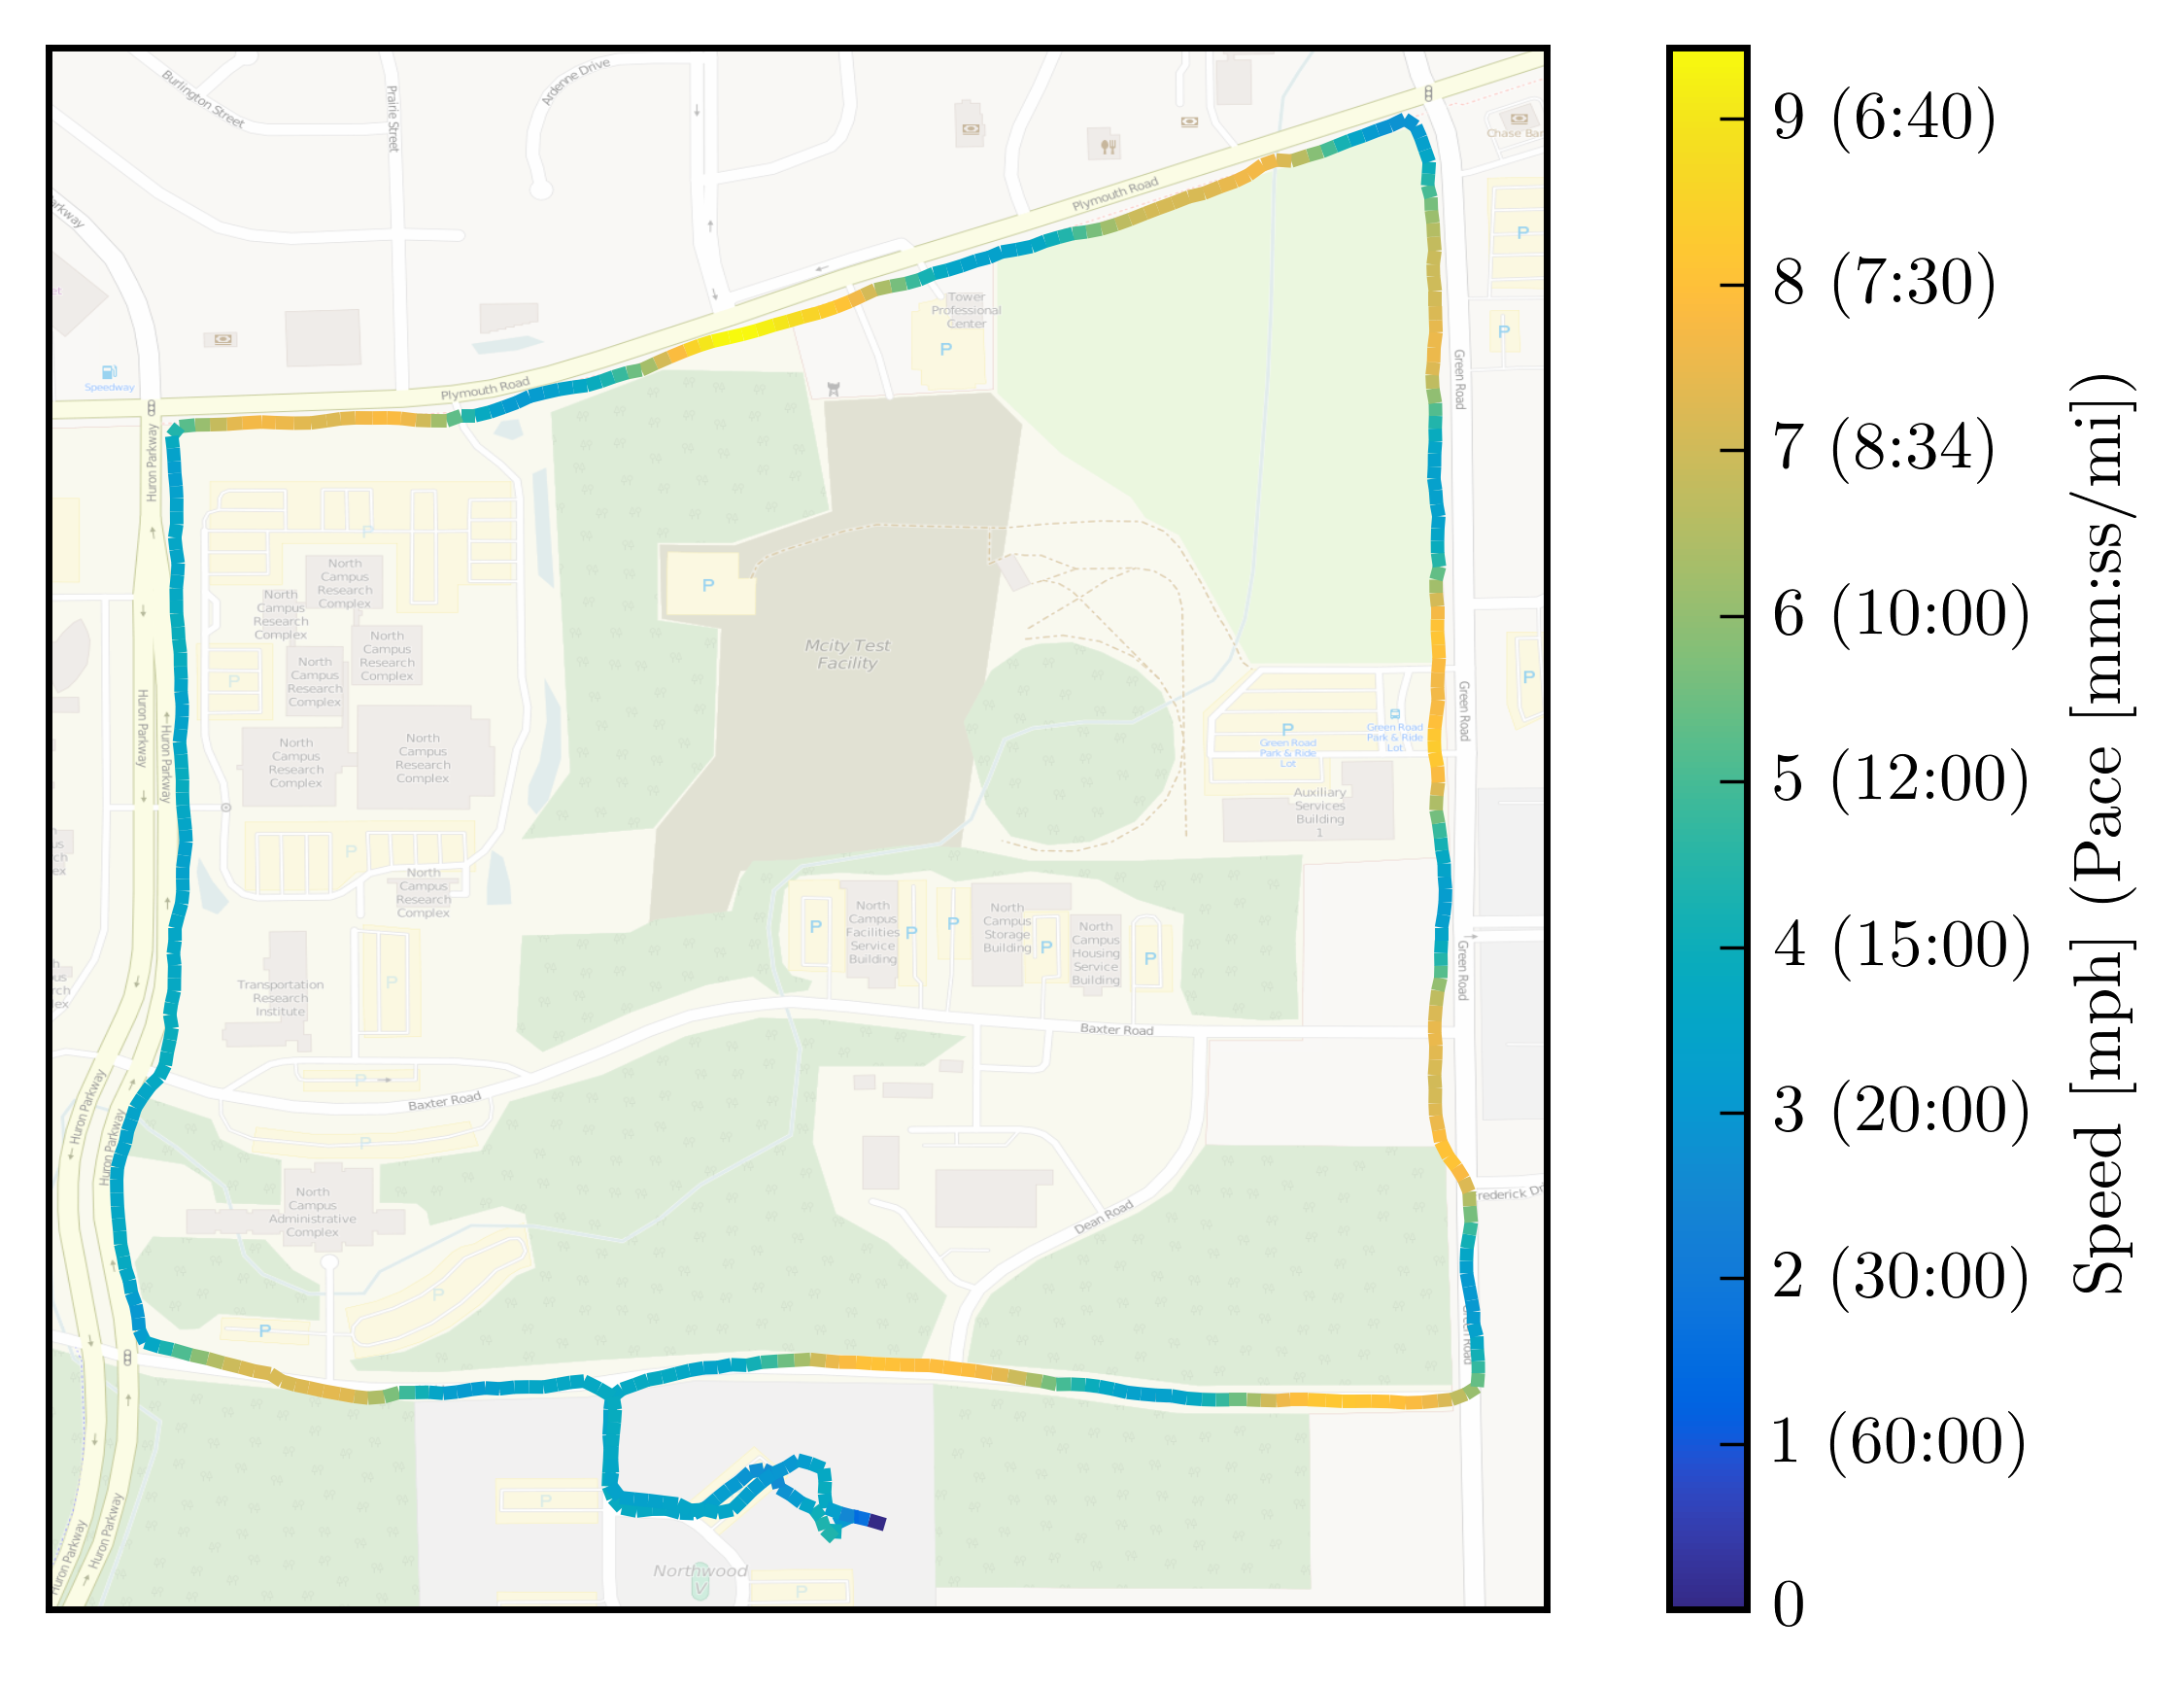 Burlington Street
Prairie Street
Ardenne Drive
Plymouth Road
Chase Ban
P
arkway
Tower
Professional
Center
P
P
Speedway
Plymouth Road
Green Road
Huron Parkway
P
North
Campus
Research
Complex
North
Campus
Research
Complex
North
Campus
Research
Complex
North
Campus
Research
Complex
P
P
Mcity Test
Facility
P
Green Road
Huron Parkway
Huron Parkway
North
Campus
Research
Complex
North
Campus
Research
Complex
P
Green Road
Park & Ride
Lot
Green Road
Park & Ride
Lot
Auxiliary
Services
Building
1
P
North
Campus
Research
Complex
P
North
Campus
Facilities
Service
Building
P
P
North
Campus
Storage
Building
P
North
Campus
Housing
Service
Building
P
Green Road
Transportation
Research
Institute
P
Baxter Road
P
Baxter Road
P
Huron Parkway
Huron Parkway
North
Campus
Administrative
Complex
Dean Road
rederick Dr
P
P
Green Road
P
Northwood
V
P
Huron Parkway
Huron Parkway
9 (6:40)
8 (7:30)
7 (8:34)
6 (10:00)
5 (12:00)
4 (15:00)
3 (20:00)
2 (30:00)
1 (60:00)
0
Speed [mph] (Pace [mm:ss/mi])